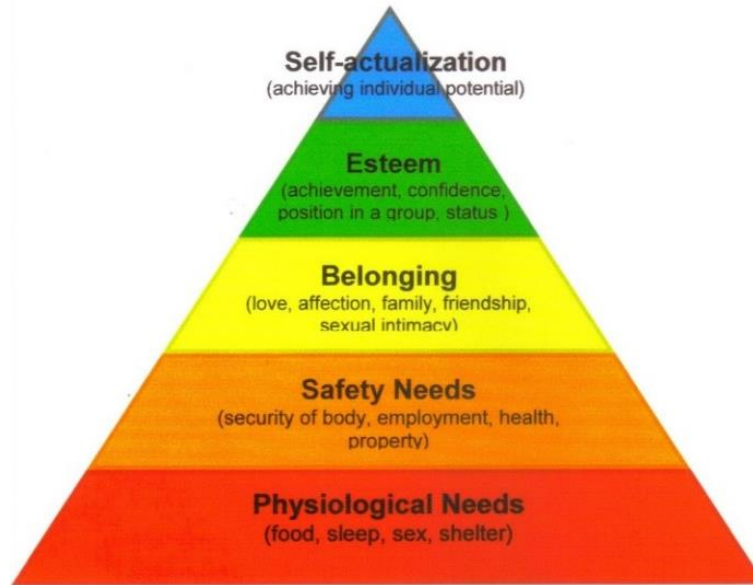 Self-actualization
(achieving individual potential)
Esteem
(achievement, confidence,
position in a group, status )
Belonging
(love, affection, family, friendship,
sexual intimacy)
Safety Needs
(security of body, employment, health,
property)
Physiological Needs
(food, sleep, sex, shelter)